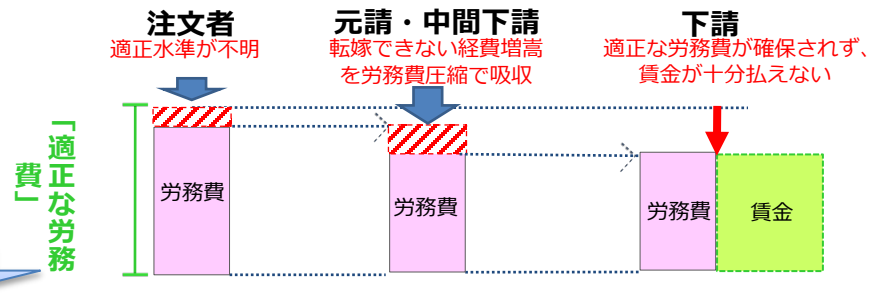 注文者
適正水準が不明
元請・中間下請
転嫁できない経費増嵩
を労務費圧縮で吸収
下請
適正な労務費が確保されず、
賃金が十分払えない
「適正な労務
費」
労務費
労務費
労務費
賃金